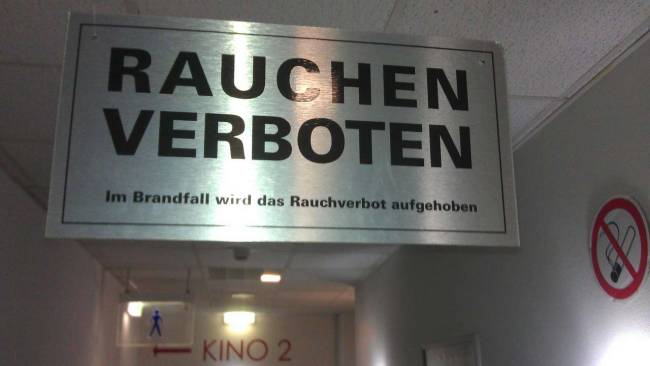 RAUCHEN
VERBOTEN
Im Brandfall wird das Rauchverbot aufgehoben
KINO 2